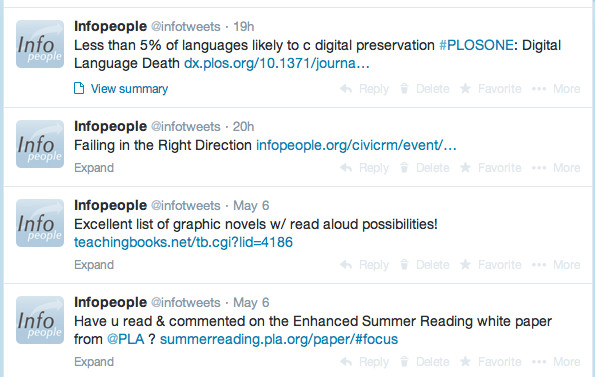 Infopeople @infotweets · 19h
Less than 5% of languages likely to c digital preservation #PLOSONE: Digital
Language Death dx.plos.org/10.1371/journa…
View summary Reply Delete Favorite More
Info people
Infopeople @infotweets · 20h
Failing in the Right Direction infopeople.org/civicrm/event/…
Expand Reply Delete Favorite More
Info people
Infopeople @infotweets · May 6
Excellent list of graphic novels w/ read aloud possibilities!
teachingbooks.net/tb.cgi?lid=4186
Expand Reply Delete Favorite More
Info people
Infopeople @infotweets · May 6
Have u read & commented on the Enhanced Summer Reading white paper
from @PLA ? summerreading.pla.org/paper/#focus
Expand Reply Delete Favorite More
Info people